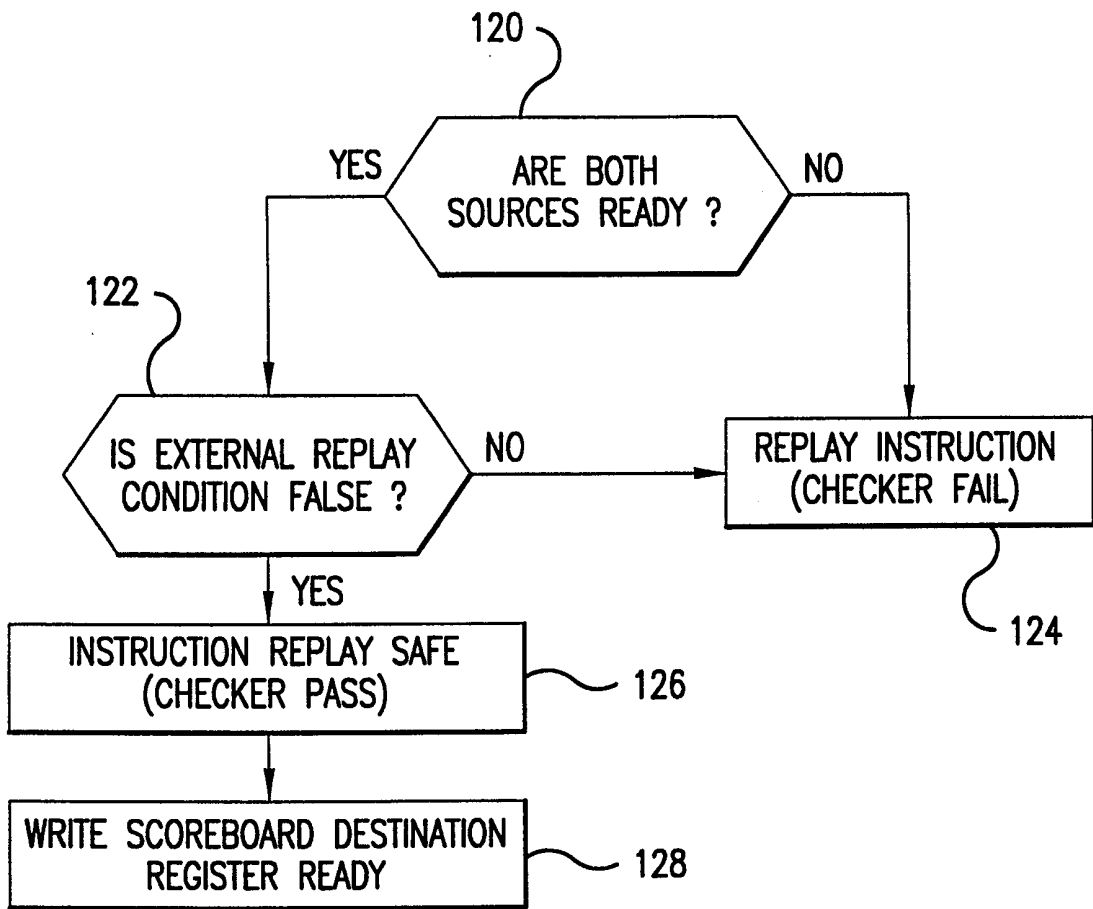 120
YES
ARE BOTH
SOURCES READY ?
NO
122
IS EXTERNAL REPLAY
CONDITION FALSE ?
NO
REPLAY INSTRUCTION
(CHECKER FAIL)
124
YES
INSTRUCTION REPLAY SAFE
(CHECKER PASS)
126
WRITE SCOREBOARD DESTINATION
REGISTER READY
128